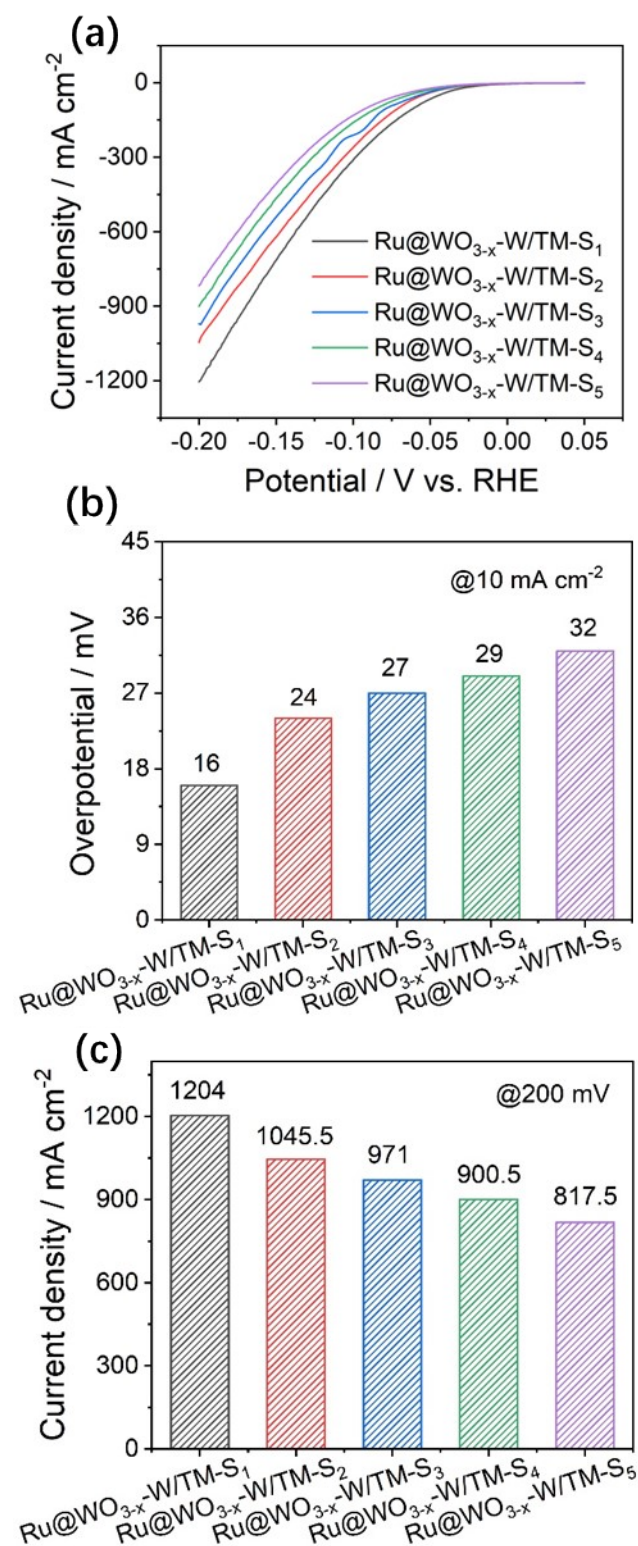 (a)
Current density / mA cm⁻²
0
-300
-600
-900
-1200
Ru@WO₃₋ₓ-W/TM-S₁
Ru@WO₃₋ₓ-W/TM-S₂
Ru@WO₃₋ₓ-W/TM-S₃
Ru@WO₃₋ₓ-W/TM-S₄
Ru@WO₃₋ₓ-W/TM-S₅
-0.20 -0.15 -0.10 -0.05 0.00 0.05
Potential / V vs. RHE
(b)
Overpotential / mV
45
36
27
18
9
0
@10 mA cm⁻²
16
24
27
29
32
Ru@WO₃₋ₓ-W/TM-S₁
Ru@WO₃₋ₓ-W/TM-S₂
Ru@WO₃₋ₓ-W/TM-S₃
Ru@WO₃₋ₓ-W/TM-S₄
Ru@WO₃₋ₓ-W/TM-S₅
(c)
Current density / mA cm⁻²
1200
900
600
300
0
@200 mV
1204
1045.5
971
900.5
817.5
Ru@WO₃₋ₓ-W/TM-S₁
Ru@WO₃₋ₓ-W/TM-S₂
Ru@WO₃₋ₓ-W/TM-S₃
Ru@WO₃₋ₓ-W/TM-S₄
Ru@WO₃₋ₓ-W/TM-S₅